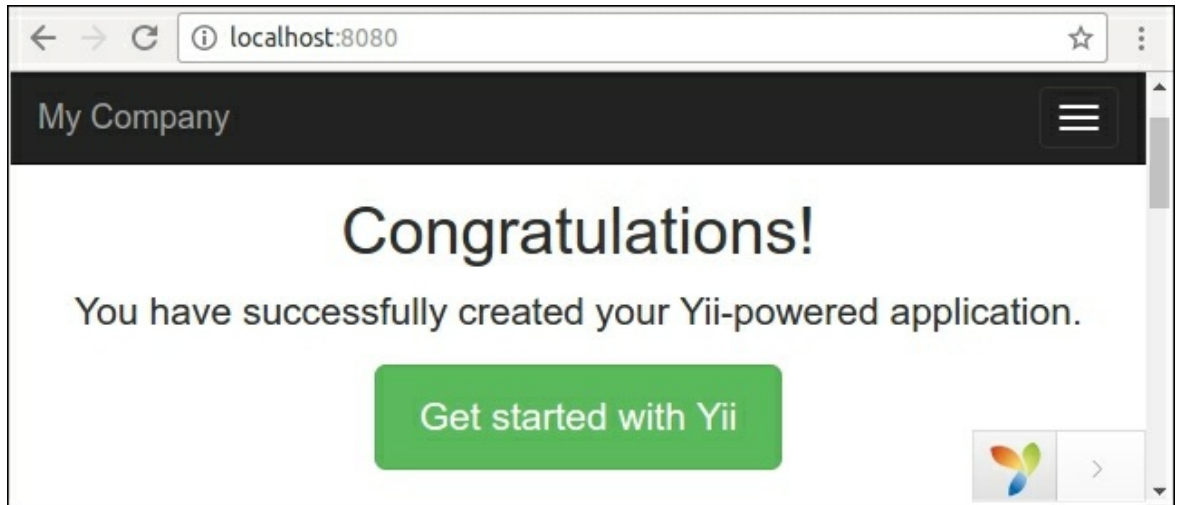 localhost:8080
My Company
Congratulations!
You have successfully created your Yii-powered application.
Get started with Yii